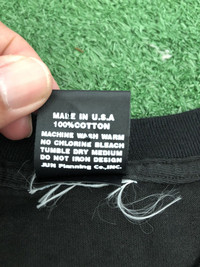 MADE IN U.S.A
100%COTTON
MACHINE WASH WARM
NO CHLORINE BLEACH
TUMBLE DRY MEDIUM
DO NOT IRON DESIGN
JUN Planning Co.,INC.